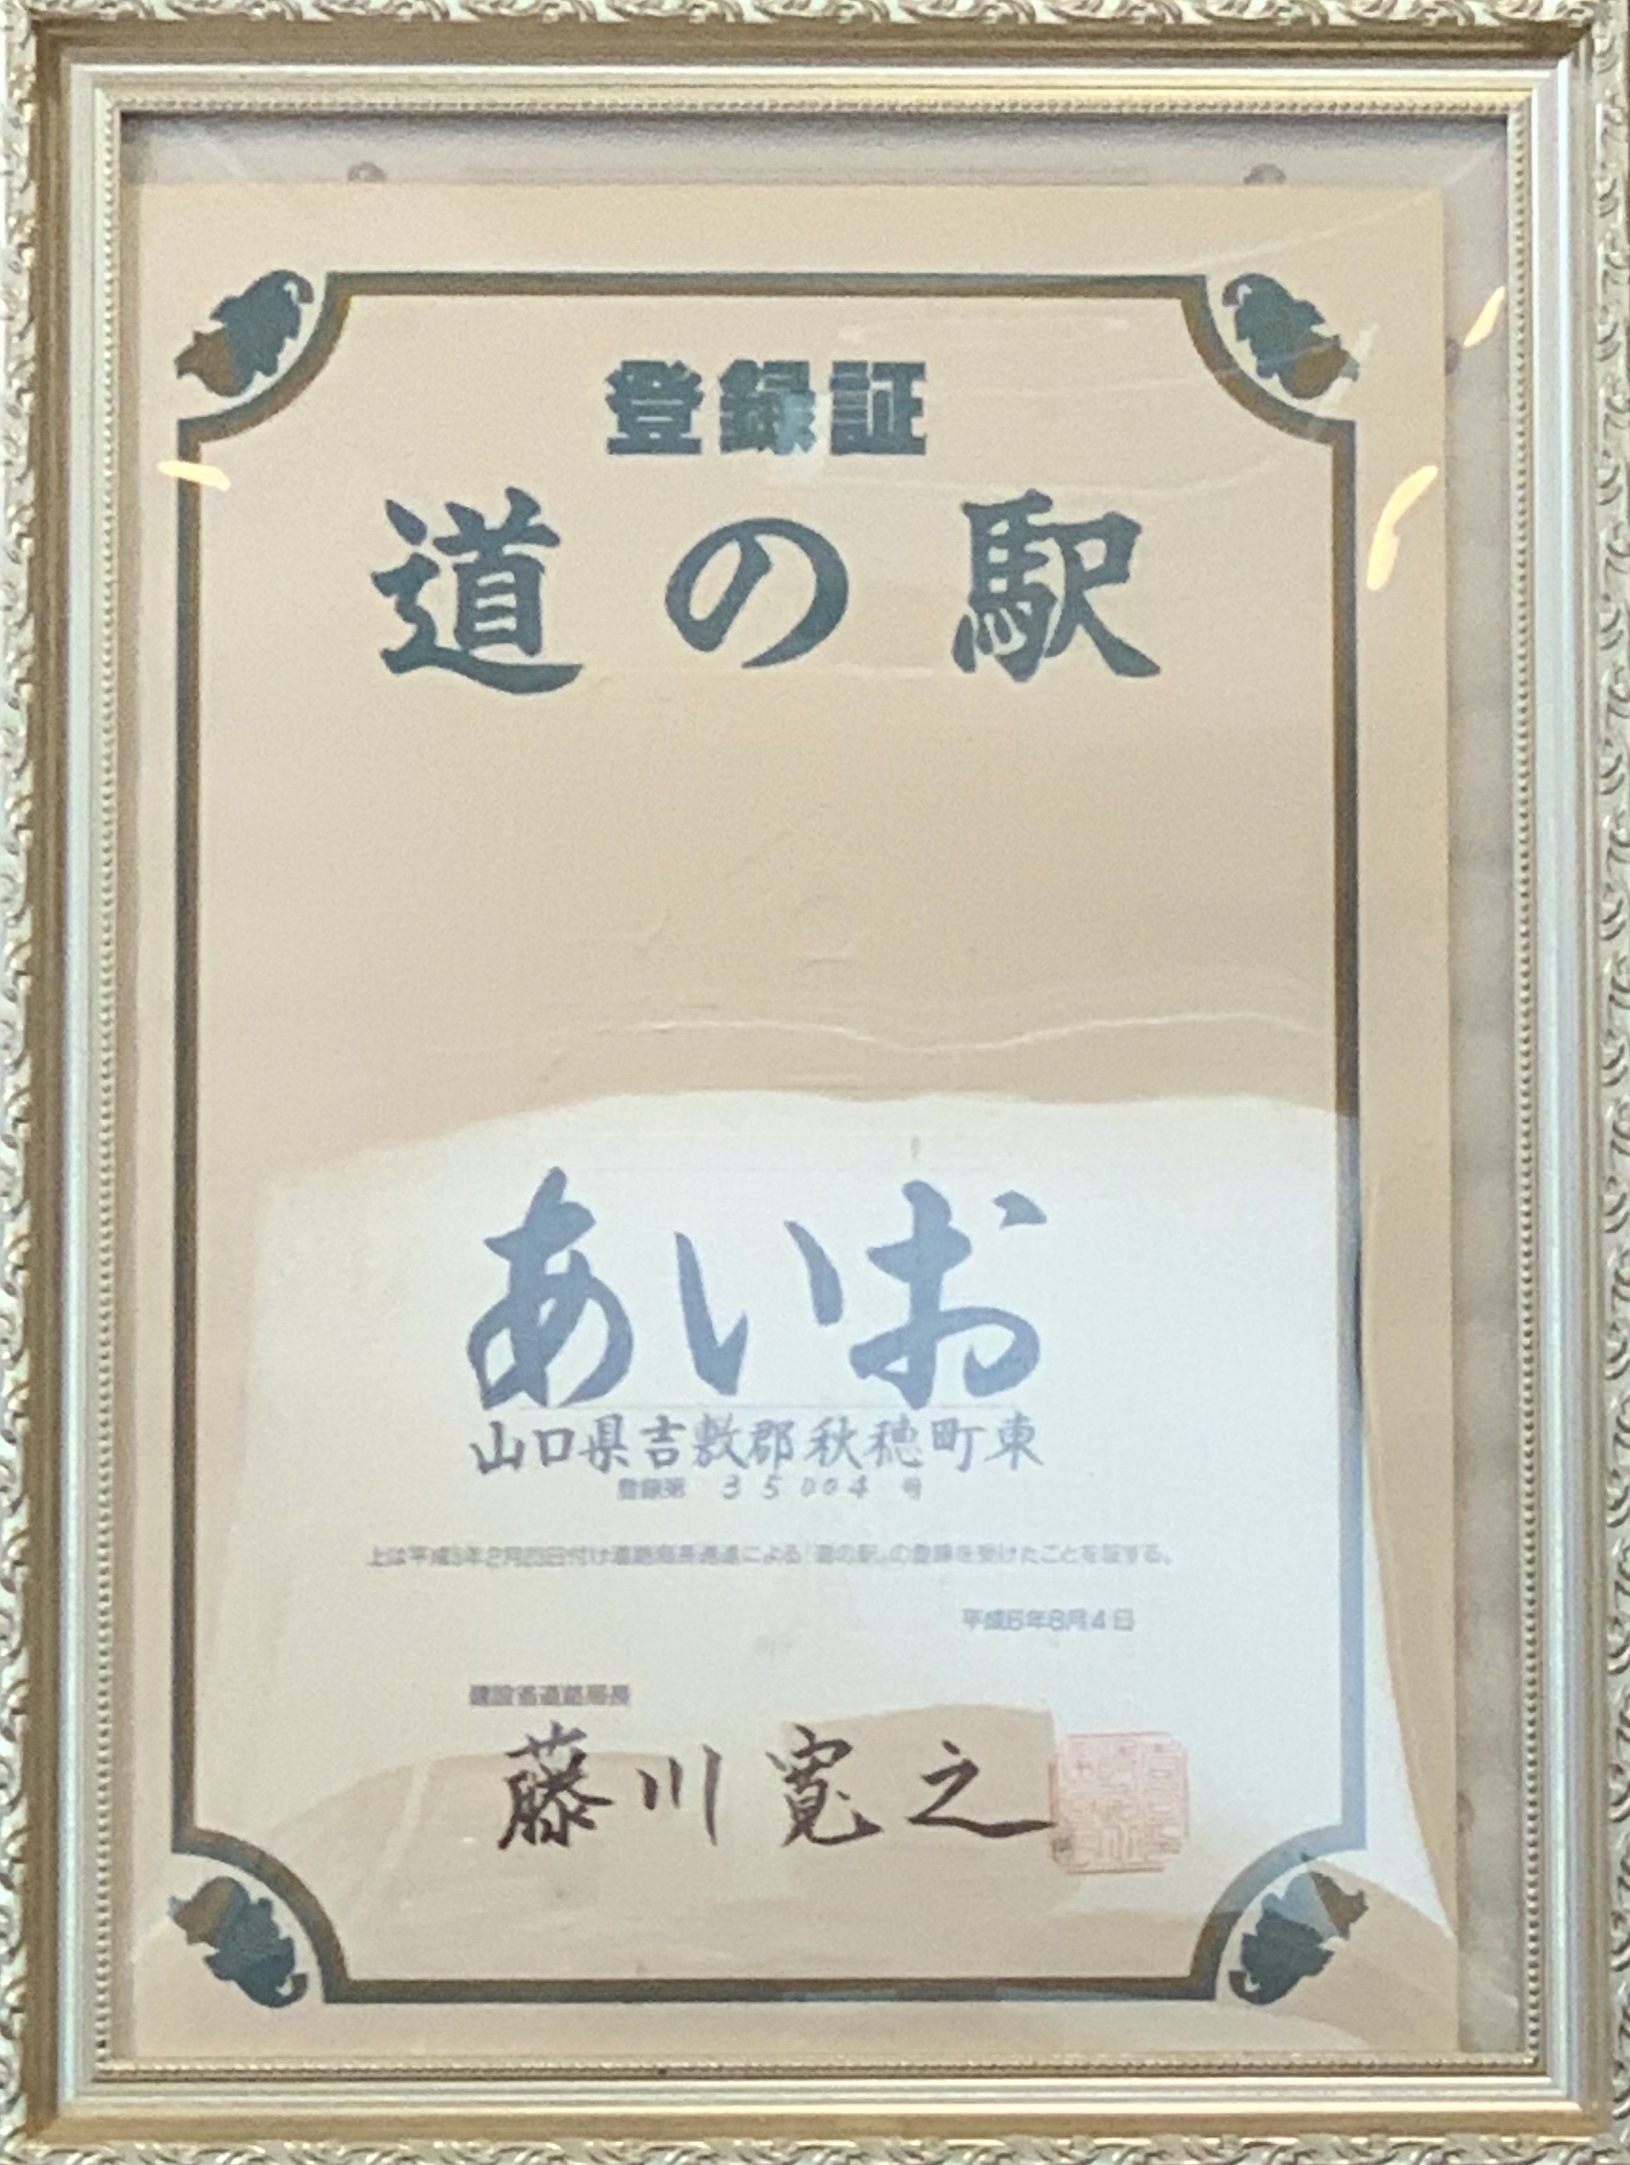 登録証
道の駅
あいお
山口県吉敷郡秋穂町東
登録第 35004 号
上は平成5年2月23日付け道路局長通達による「道の駅」の登録を受けたことを証する。
平成5年8月4日
建設省道路局長
藤川寛之